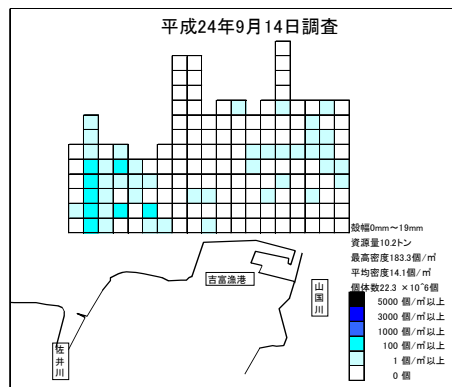 平成24年9月14日調査
殻幅0mm～19mm
資源量10.2トン
最高密度183.3個/㎡
平均密度14.1個/㎡
個体数22.3 ×10^6個
5000 個/㎡以上
3000 個/㎡以上
1000 個/㎡以上
100 個/㎡以上
1 個/㎡以上
0 個
吉富漁港
山国川
佐井川